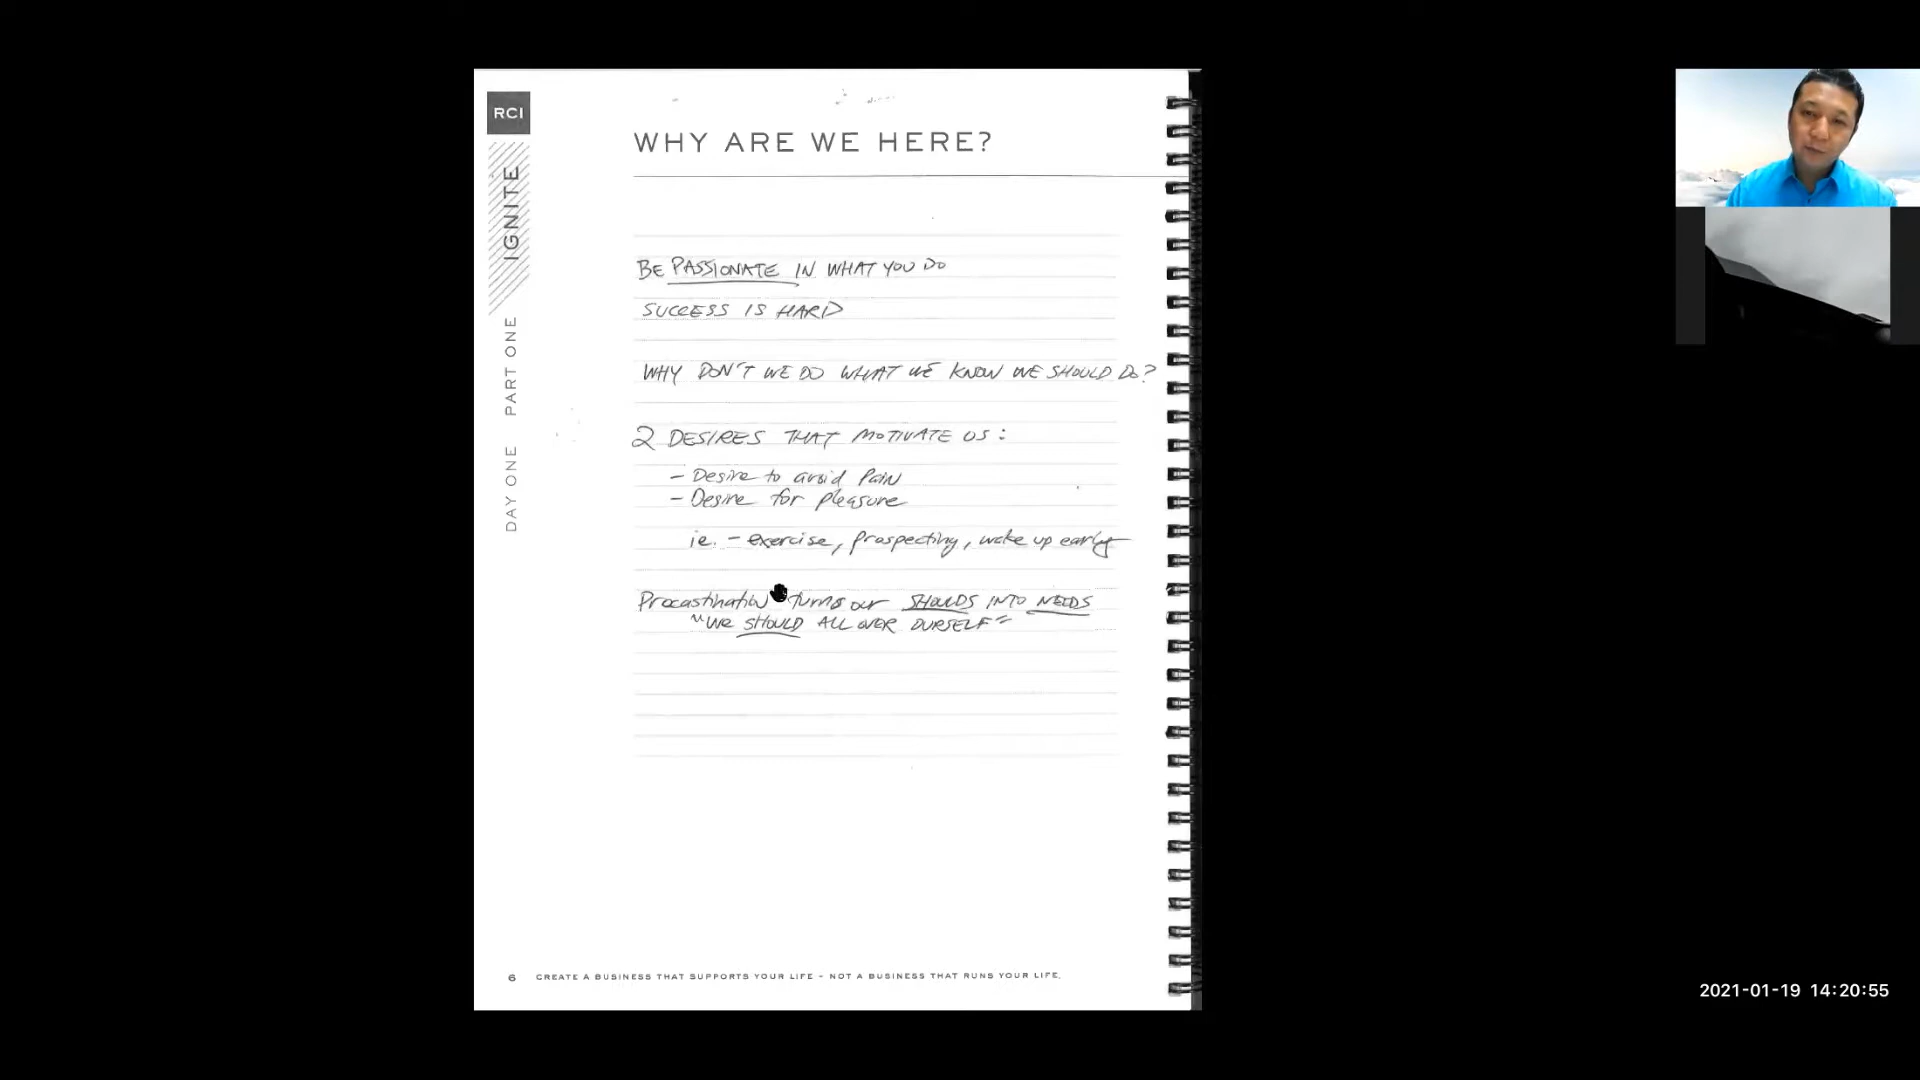 RCI
IGNITE
DAY ONE PART ONE
WHY ARE WE HERE?
BE PASSIONATE IN WHAT YOU DO
SUCCESS IS HARD
WHY DON'T WE DO WHAT WE KNOW WE SHOULD DO?
2 DESIRES THAT MOTIVATE US:
- Desire to avoid Pain
- Desire for pleasure
ie. - exercise, prospecting, wake up early
Procastination turns our SHOULDS INTO NEEDS
"WE SHOULD ALL OVER OURSELF"
6 CREATE A BUSINESS THAT SUPPORTS YOUR LIFE – NOT A BUSINESS THAT RUNS YOUR LIFE.
2021-01-19 14:20:55